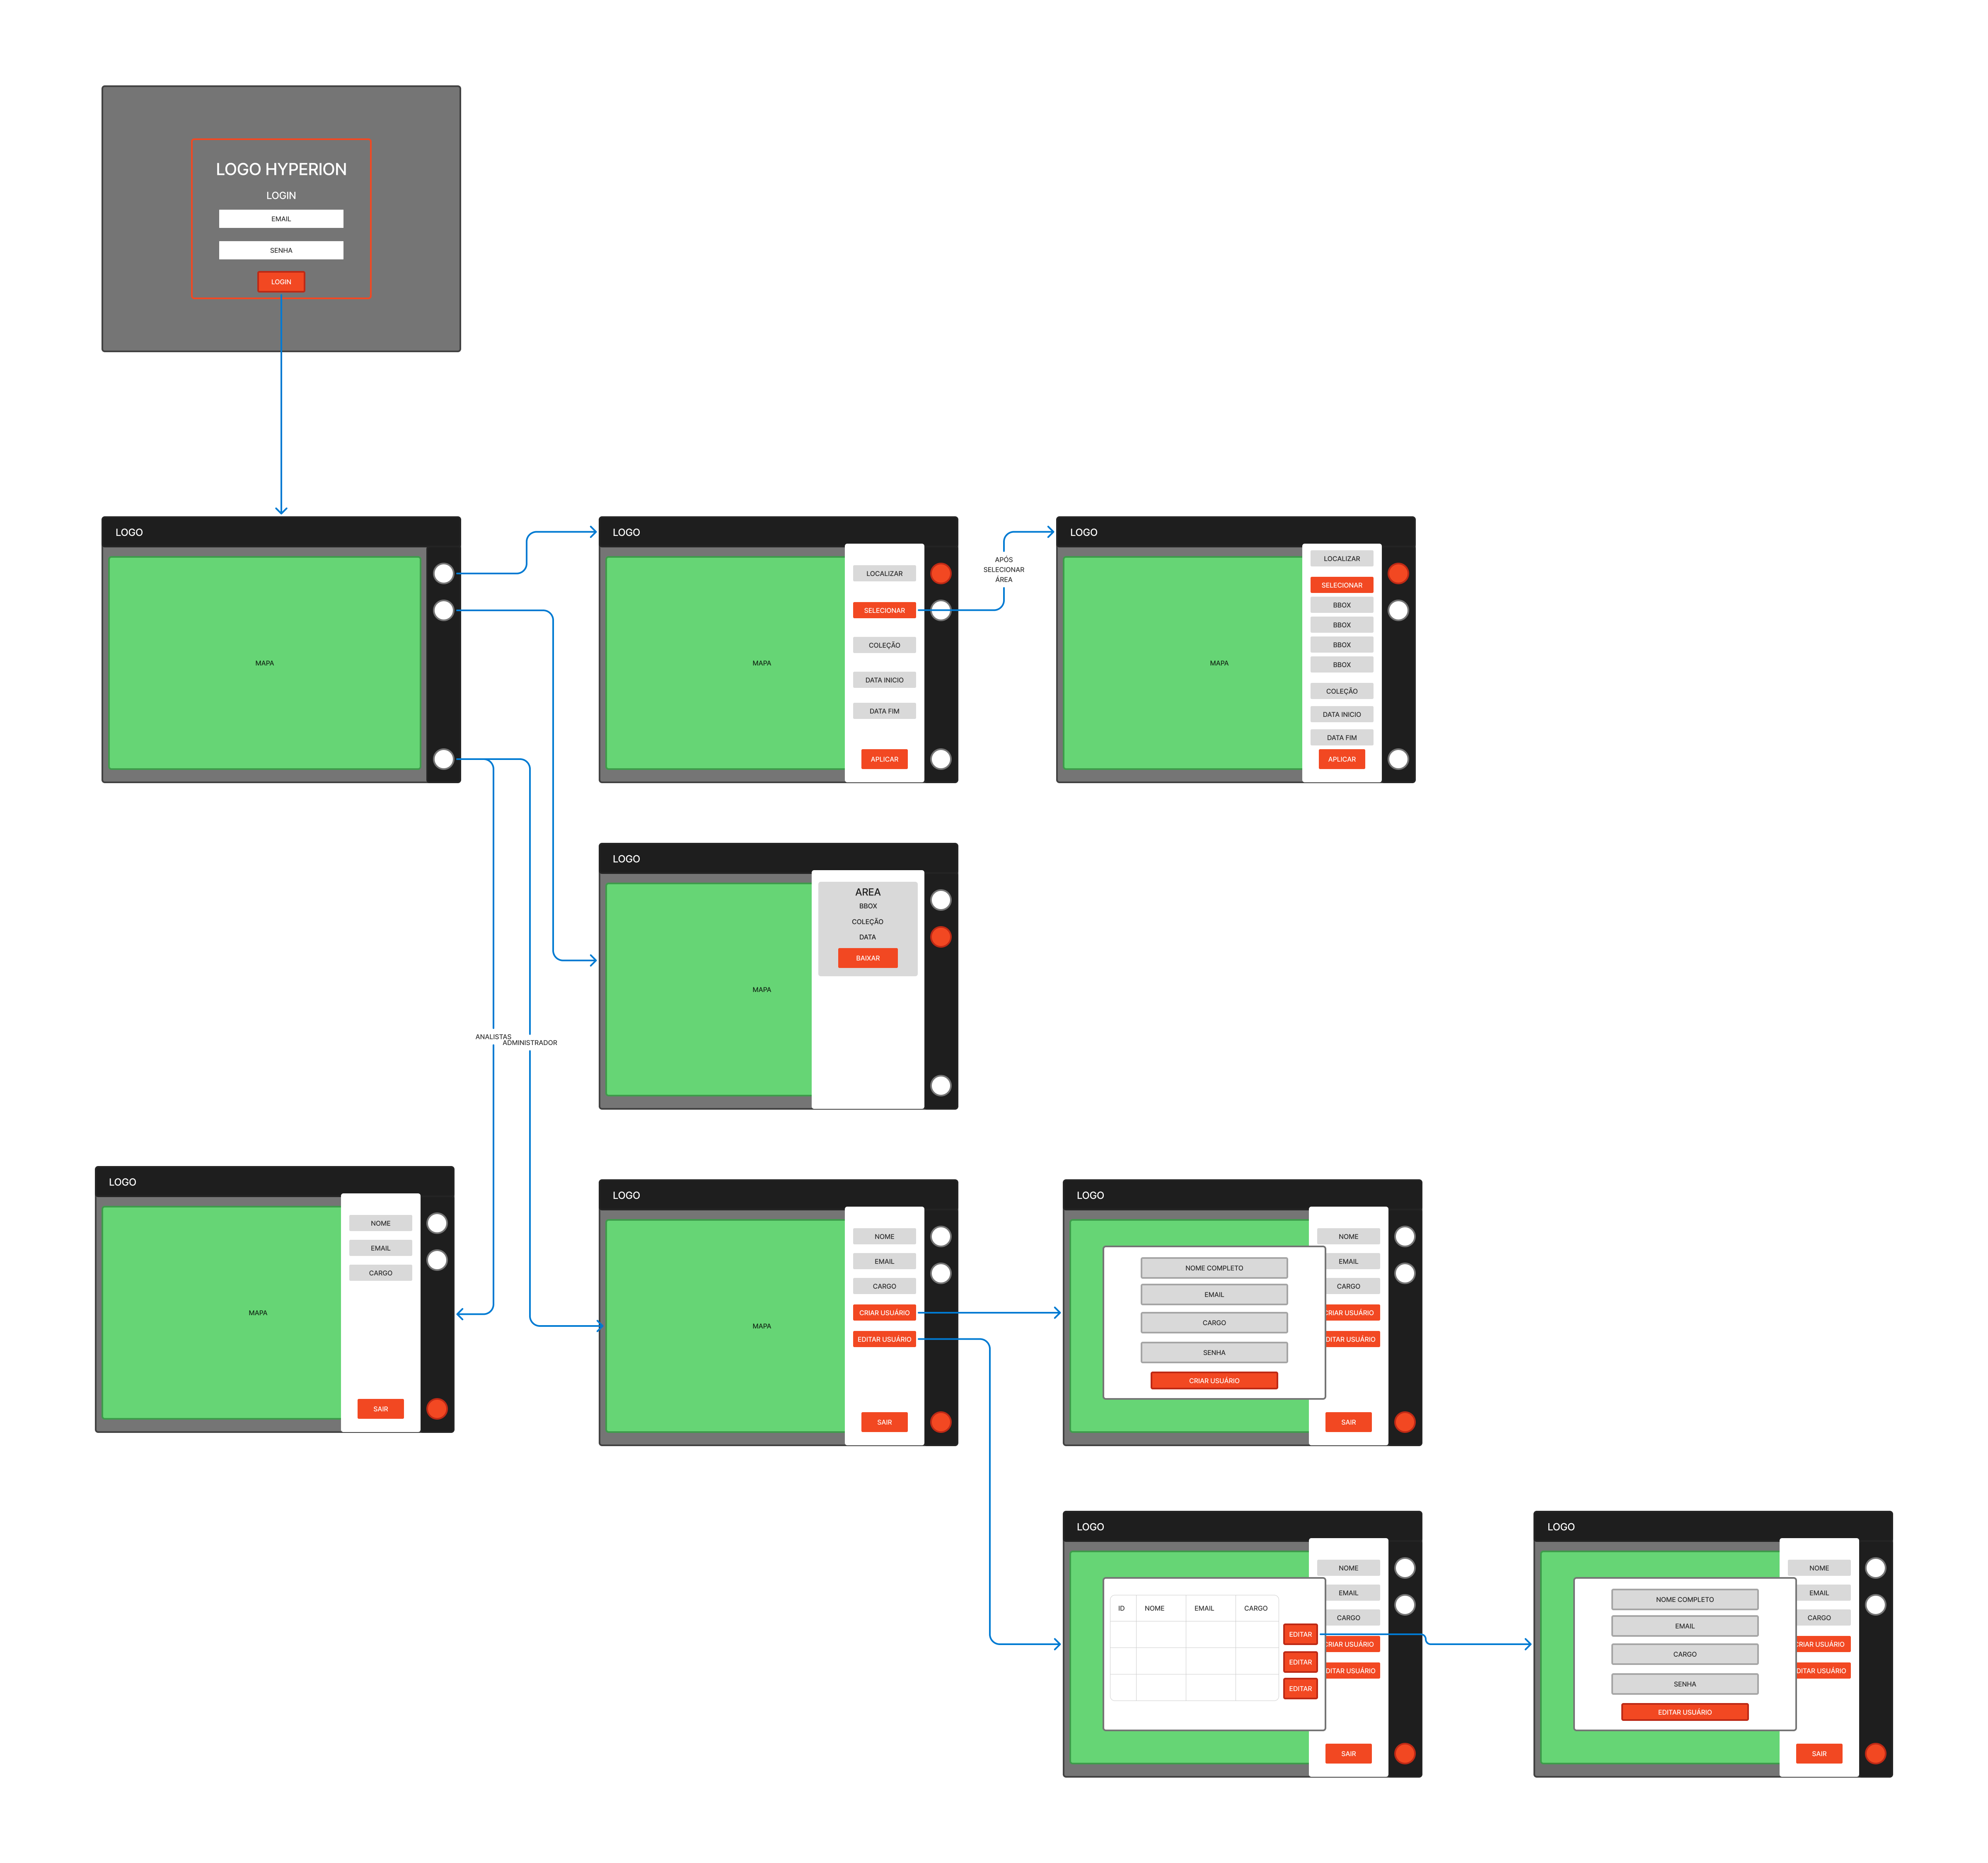 LOGO HYPERION
LOGIN
EMAIL
SENHA
LOGIN
LOGO
MAPA
LOGO
MAPA
LOCALIZAR
SELECIONAR
COLEÇÃO
DATA INICIO
DATA FIM
APLICAR
APÓS
SELECIONAR
ÁREA
LOGO
MAPA
LOCALIZAR
SELECIONAR
BBOX
BBOX
BBOX
BBOX
COLEÇÃO
DATA INICIO
DATA FIM
APLICAR
LOGO
MAPA
AREA
BBOX
COLEÇÃO
DATA
BAIXAR
ANALISTAS
ADMINISTRADOR
LOGO
MAPA
NOME
EMAIL
CARGO
SAIR
LOGO
MAPA
NOME
EMAIL
CARGO
CRIAR USUÁRIO
EDITAR USUÁRIO
SAIR
LOGO
NOME COMPLETO
EMAIL
CARGO
SENHA
CRIAR USUÁRIO
NOME
EMAIL
CARGO
CRIAR USUÁRIO
DITAR USUÁRIO
SAIR
LOGO
ID NOME EMAIL CARGO
EDITAR
EDITAR
EDITAR
NOME
EMAIL
CARGO
CRIAR USUÁRIO
DITAR USUÁRIO
SAIR
LOGO
NOME COMPLETO
EMAIL
CARGO
SENHA
EDITAR USUÁRIO
NOME
EMAIL
CARGO
CRIAR USUÁRIO
DITAR USUÁRIO
SAIR